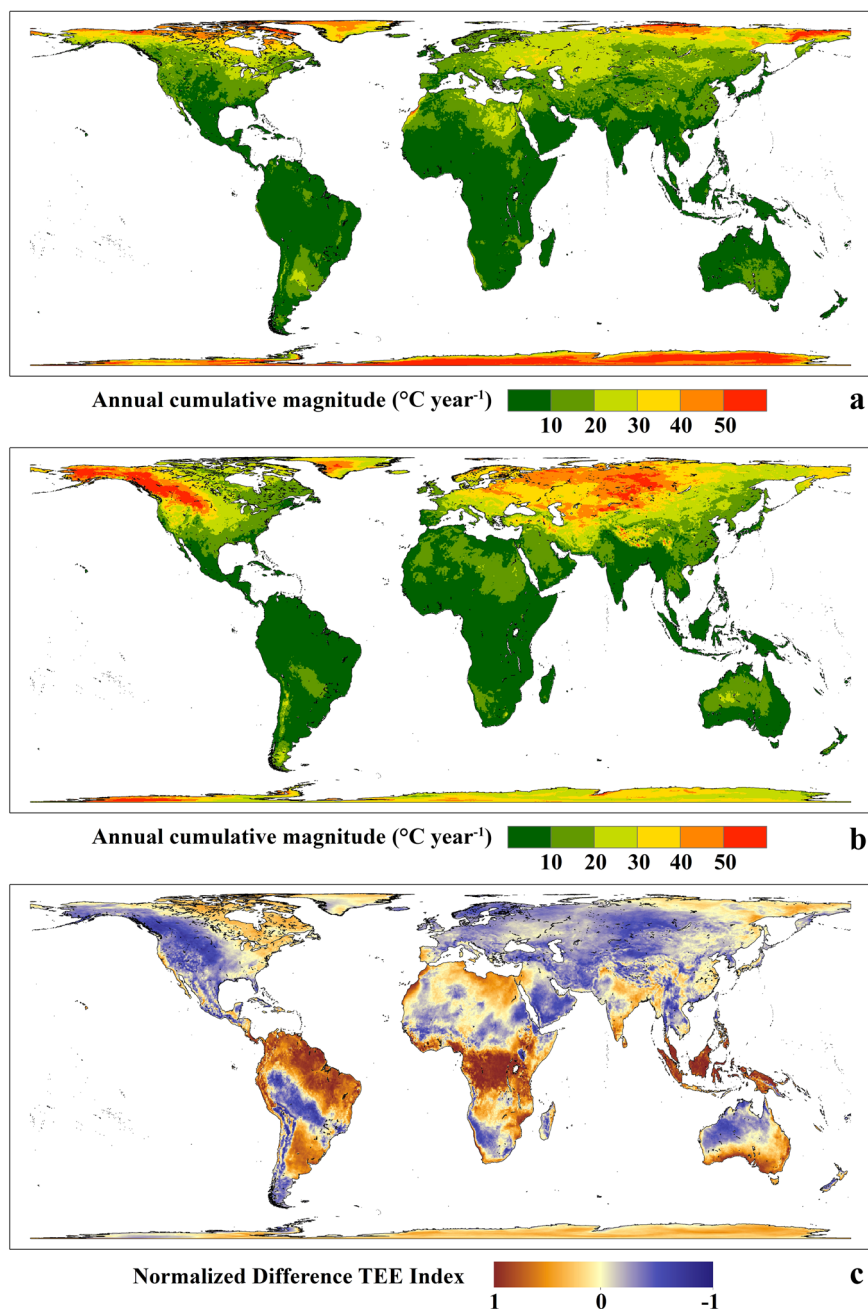 Annual cumulative magnitude (°C year⁻¹)
10 20 30 40 50
a
Annual cumulative magnitude (°C year⁻¹)
10 20 30 40 50
b
Normalized Difference TEE Index
1 0 -1
c